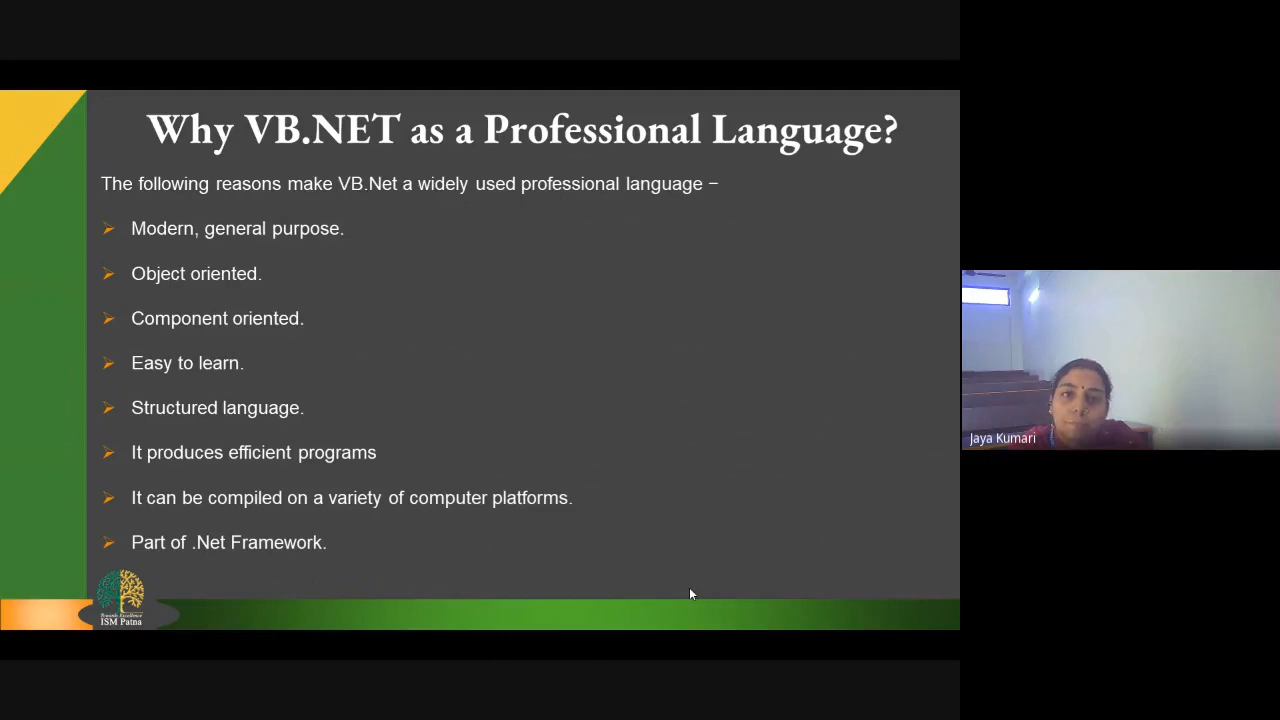 Why VB.NET as a Professional Language?
The following reasons make VB.Net a widely used professional language −
Modern, general purpose.
Object oriented.
Component oriented.
Easy to learn.
Structured language.
It produces efficient programs
It can be compiled on a variety of computer platforms.
Part of .Net Framework.
Towards Excellence
ISM Patna
Jaya Kumari